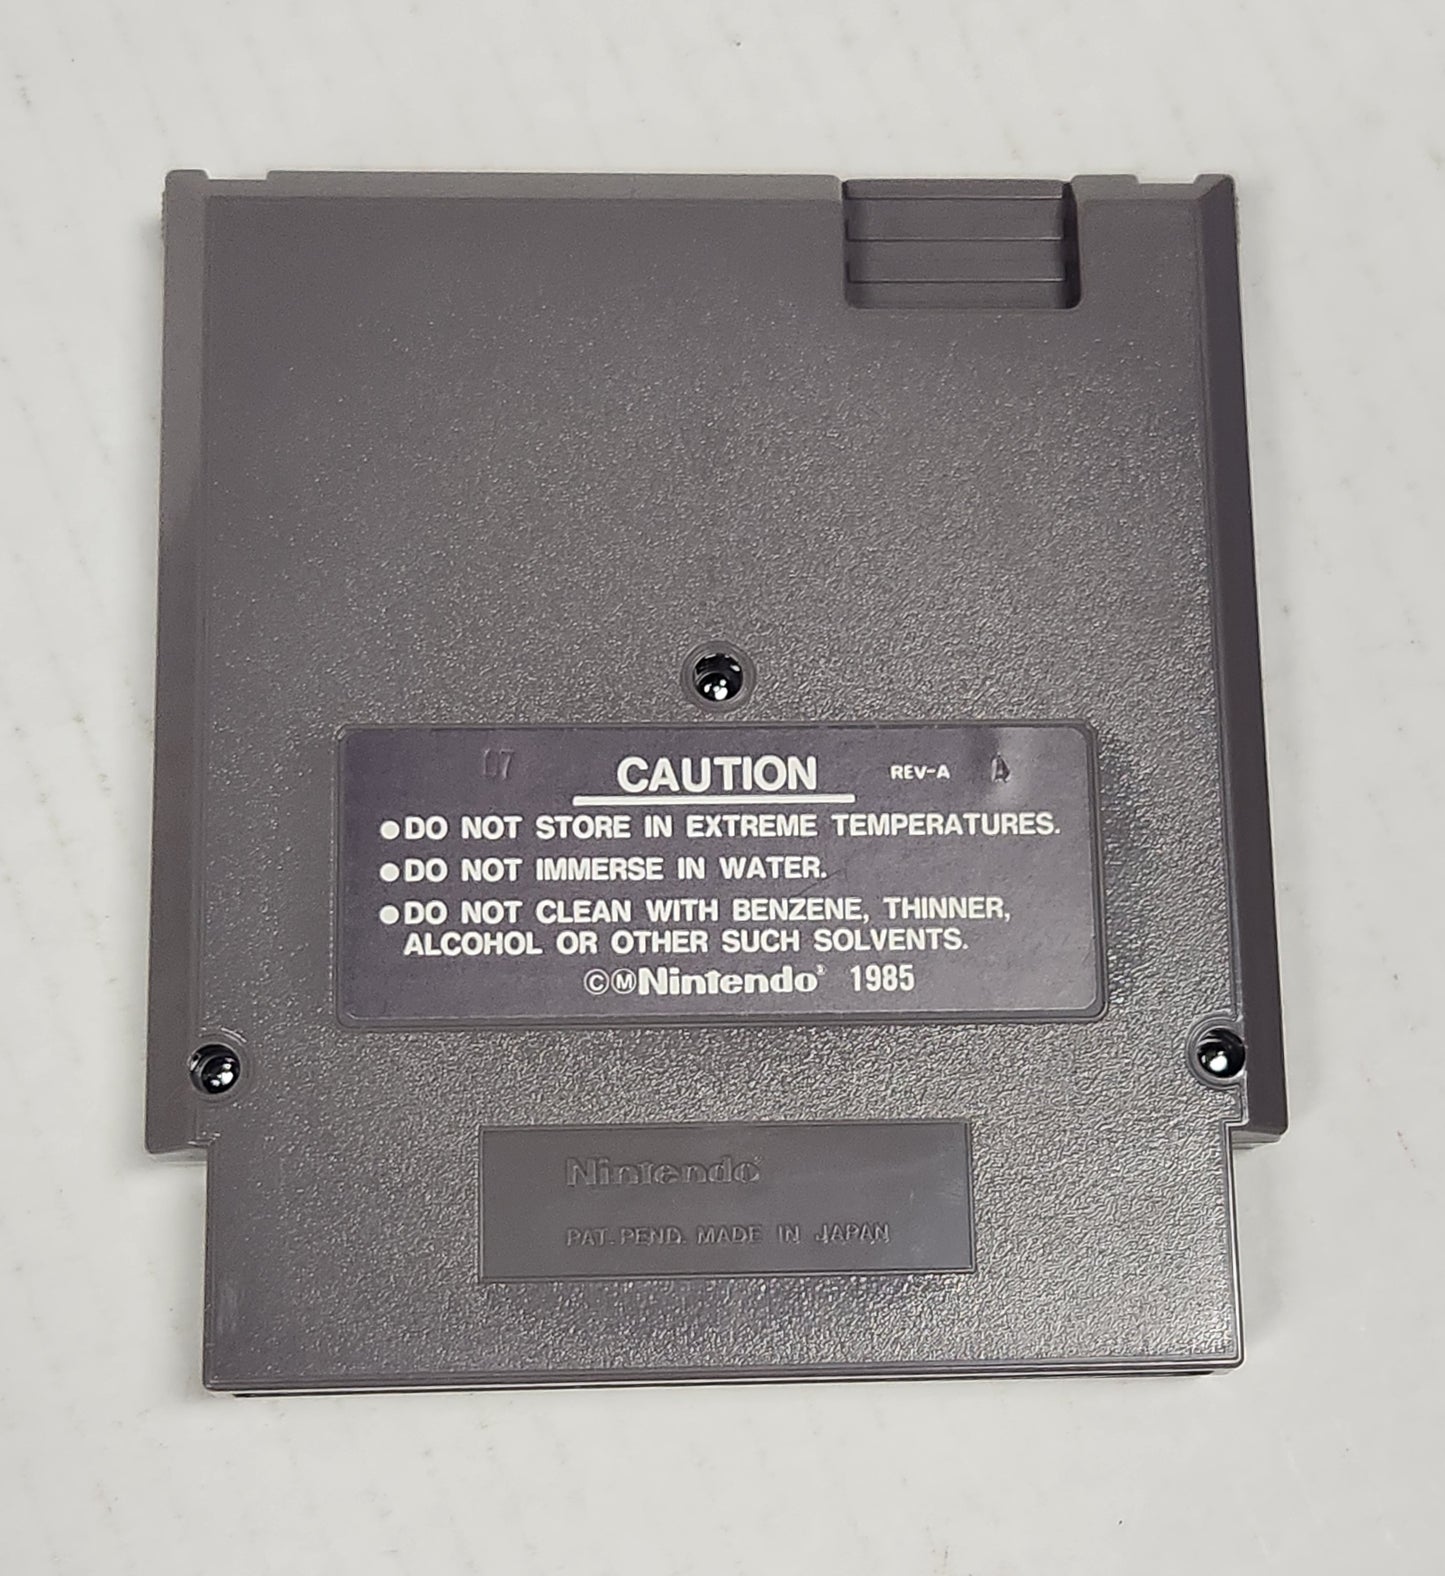 17 CAUTION REV-A A
●DO NOT STORE IN EXTREME TEMPERATURES.
●DO NOT IMMERSE IN WATER.
●DO NOT CLEAN WITH BENZENE, THINNER,
ALCOHOL OR OTHER SUCH SOLVENTS.
©ⓂNintendo® 1985
Nintendo®
PAT. PEND. MADE IN JAPAN